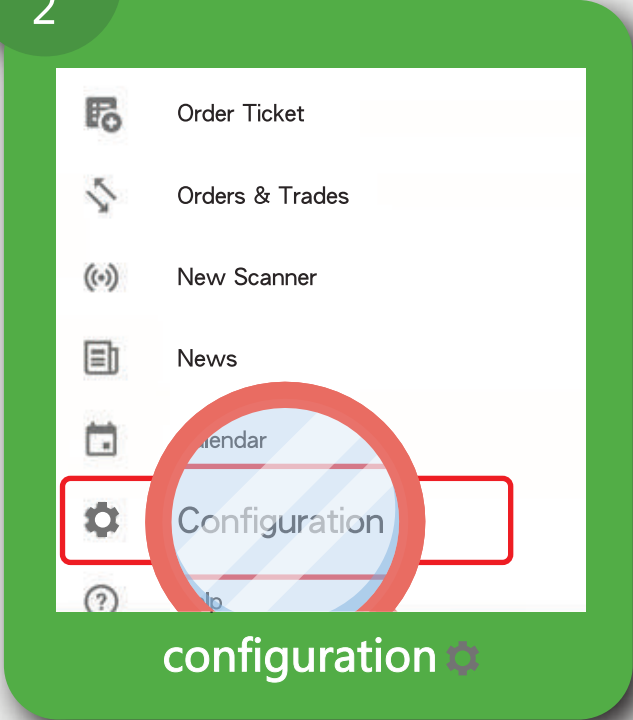 2
Order Ticket
Orders & Trades
New Scanner
News
Configuration
configuration